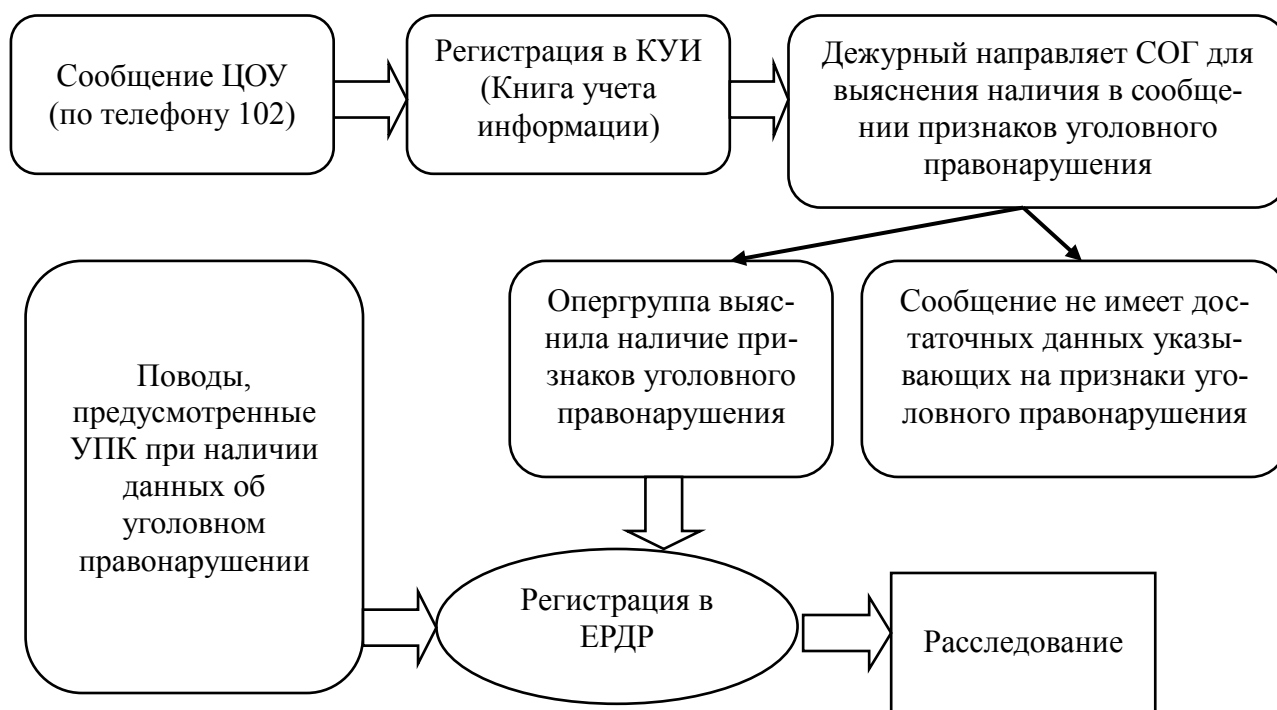 Сообщение ЦОУ
(по телефону 102)
Регистрация в КУИ
(Книга учета
информации)
Дежурный направляет СОГ для
выяснения наличия в сообще-
нии признаков уголовного
правонарушения
Опергруппа выяс-
нила наличие при-
знаков уголовного
правонарушения
Сообщение не имеет дос-
таточных данных указы-
вающих на признаки уго-
ловного правонарушения
Поводы,
предусмотренные
УПК при наличии
данных об
уголовном
правонарушении
Регистрация в
ЕРДР
Расследование